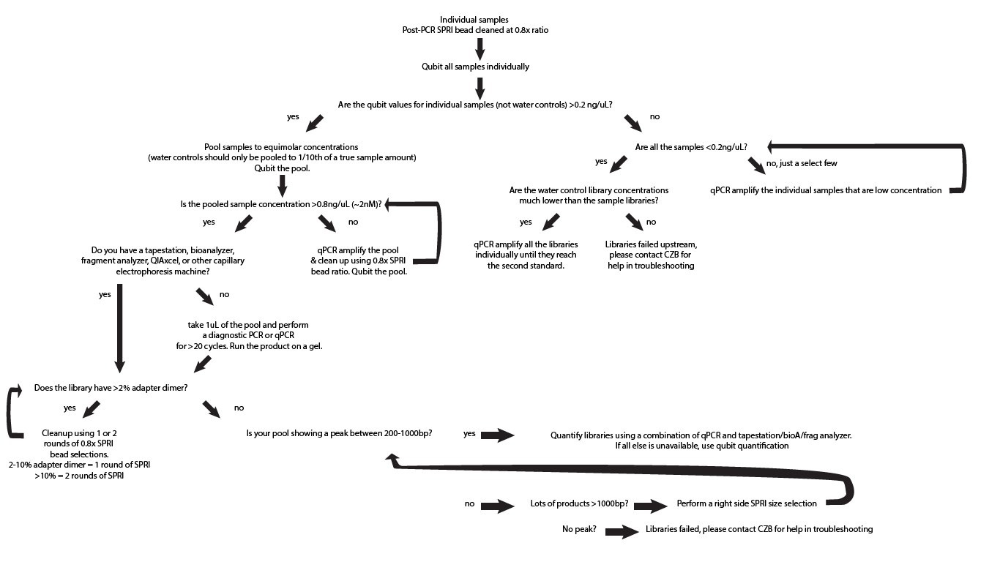 Individual samples
Post-PCR SPRI bead cleaned at 0.8x ratio
Qubit all samples individually
Are the qubit values for individual samples (not water controls) >0.2 ng/uL?
yes
no
Pool samples to equimolar concentrations
(water controls should only be pooled to 1/10th of a true sample amount)
Qubit the pool.
Are all the samples <0.2ng/uL?
yes
no, just a select few
Are the water control library concentrations
much lower than the sample libraries?
qPCR amplify the individual samples that are low concentration
Is the pooled sample concentration >0.8ng/uL (~2nM)?
yes
no
yes
no
Do you have a tapestation, bioanalyzer,
fragment analyzer, QIAxcel, or other capillary
electrophoresis machine?
qPCR amplify the pool
& clean up using 0.8x SPRI
bead ratio. Qubit the pool.
qPCR amplify all the libraries
individually until they reach
the second standard.
Libraries failed upstream,
please contact CZB for
help in troubleshooting
yes
no
take 1uL of the pool and perform
a diagnostic PCR or qPCR
for >20 cycles. Run the product on a gel.
Does the library have >2% adapter dimer?
yes
no
Cleanup using 1 or 2
rounds of 0.8x SPRI
bead selections.
2-10% adapter dimer = 1 round of SPRI
>10% = 2 rounds of SPRI
Is your pool showing a peak between 200-1000bp?
yes
Quantify libraries using a combination of qPCR and tapestation/bioA/frag analyzer.
If all else is unavailable, use qubit quantification
no
Lots of products >1000bp?
Perform a right side SPRI size selection
No peak?
Libraries failed, please contact CZB for help in troubleshooting